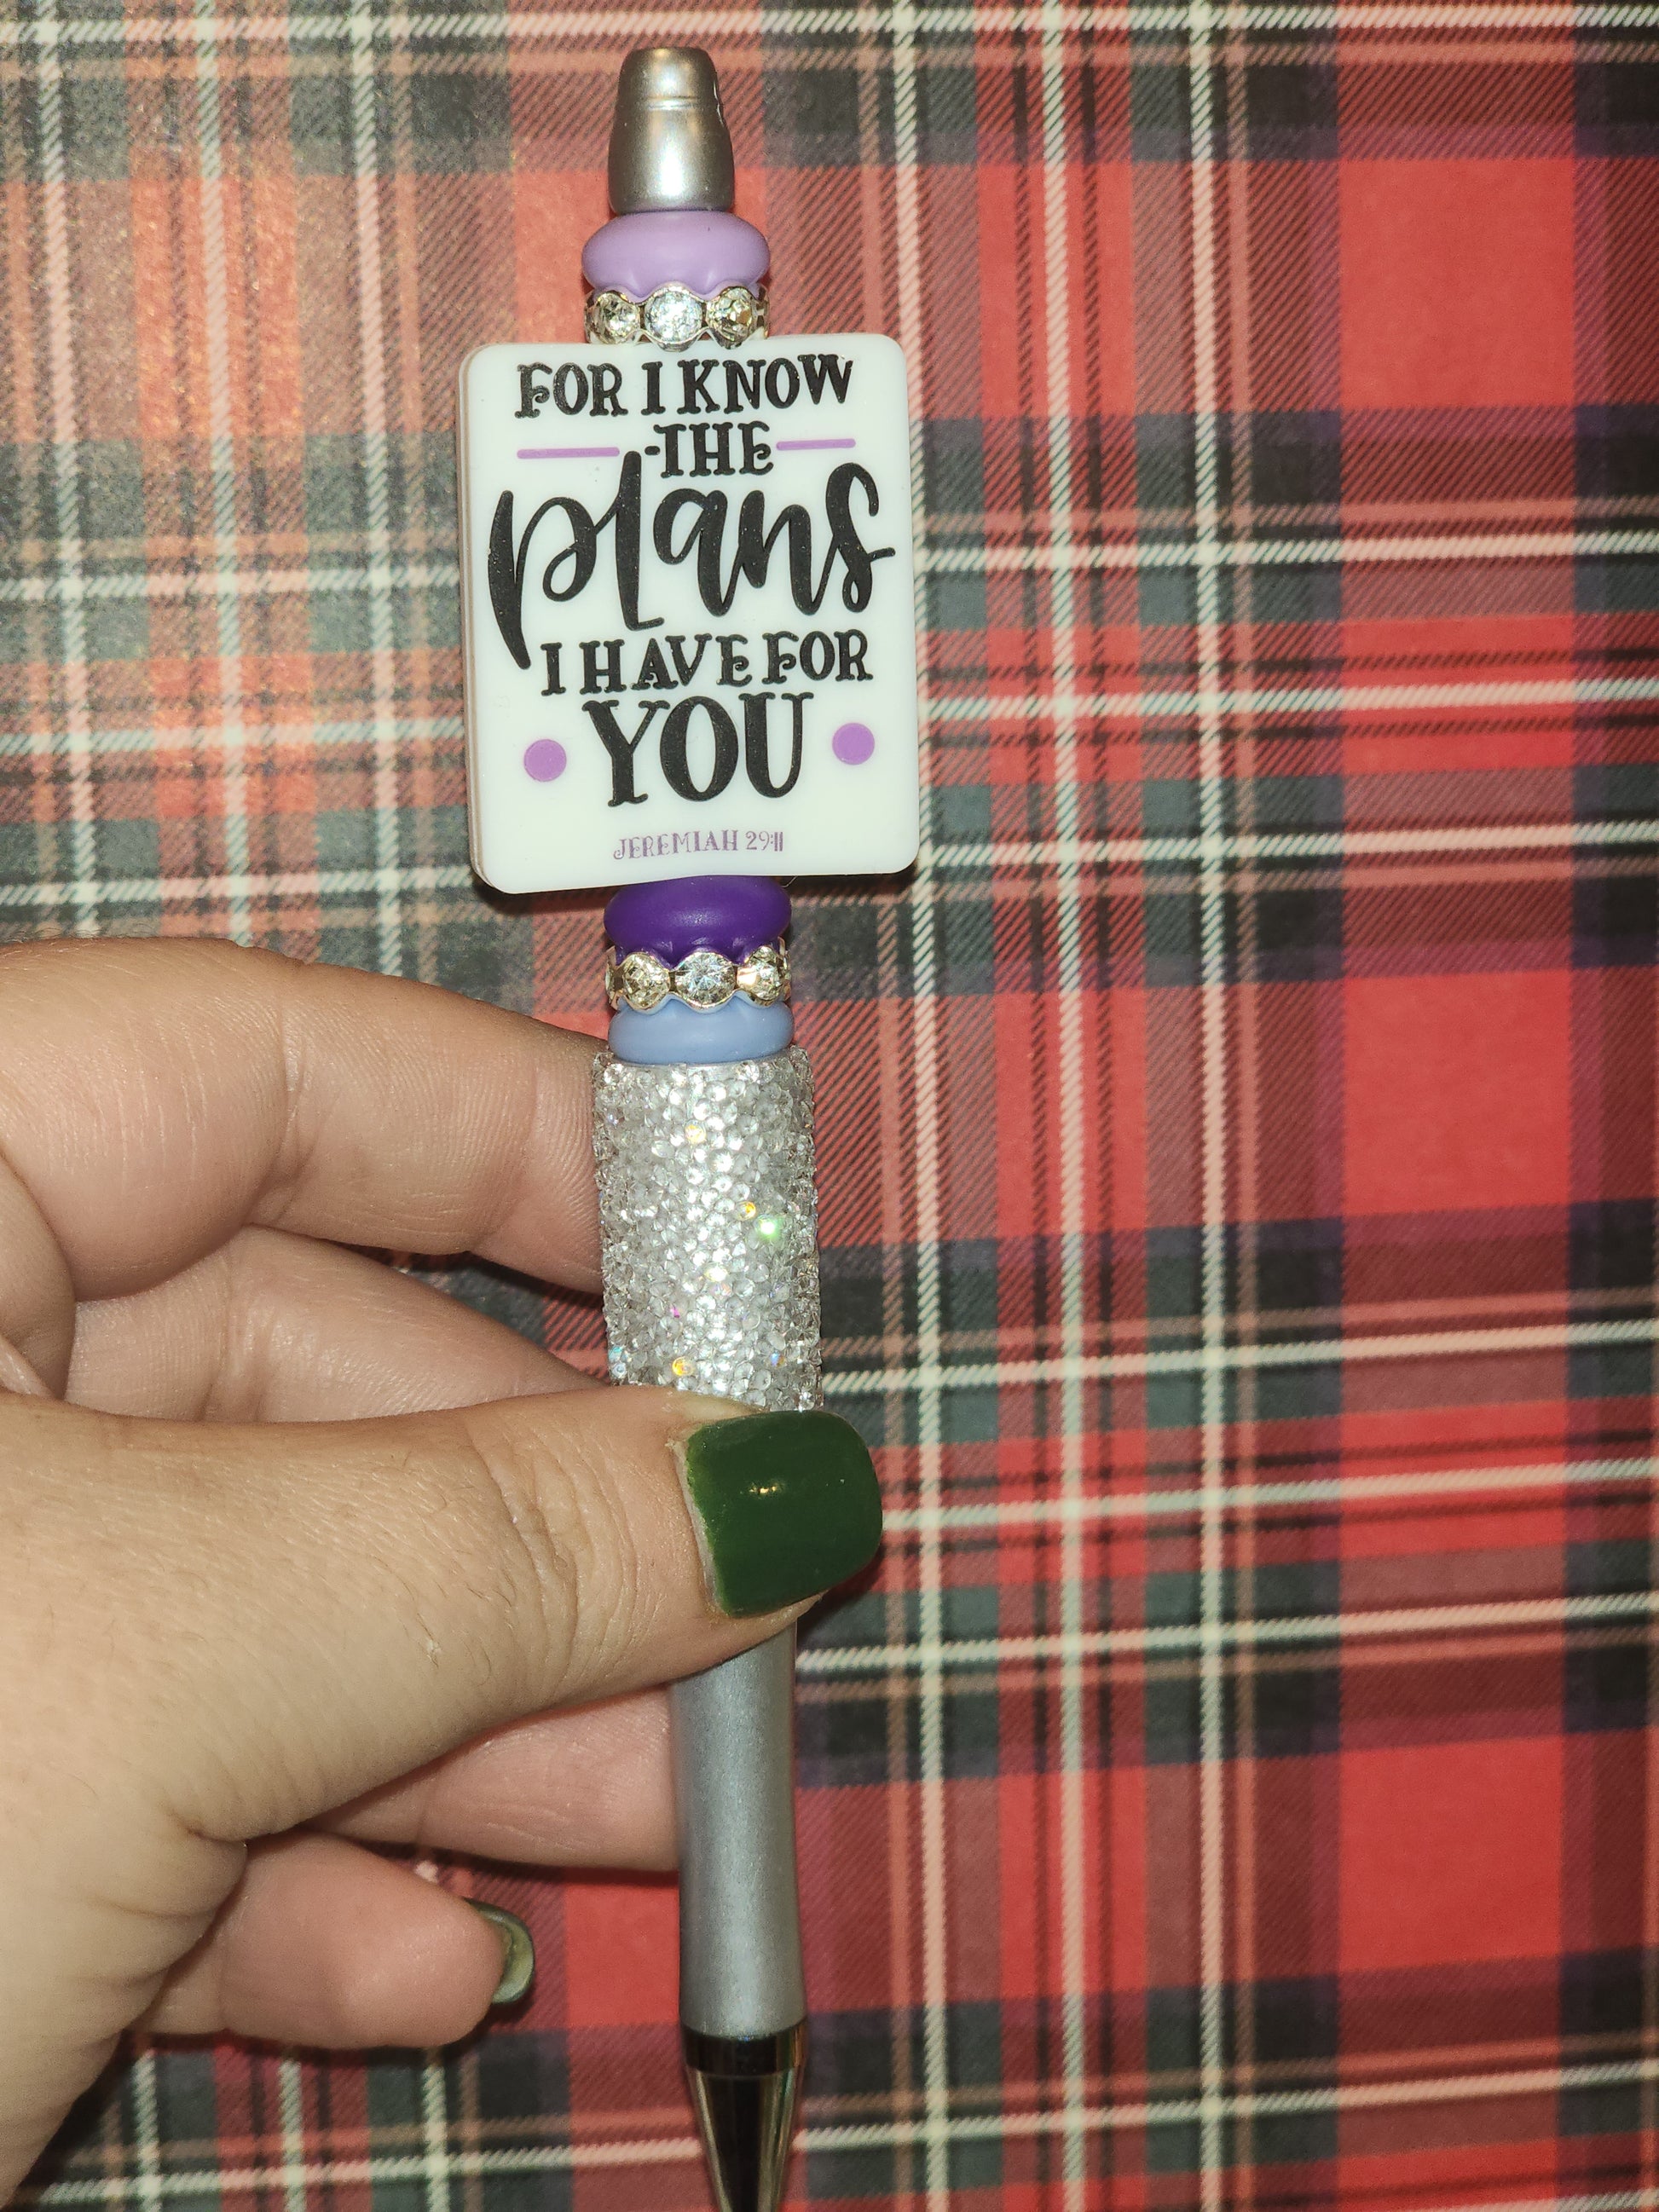 FOR I KNOW
THE
plans
I HAVE FOR
YOU
JEREMIAH 29:11